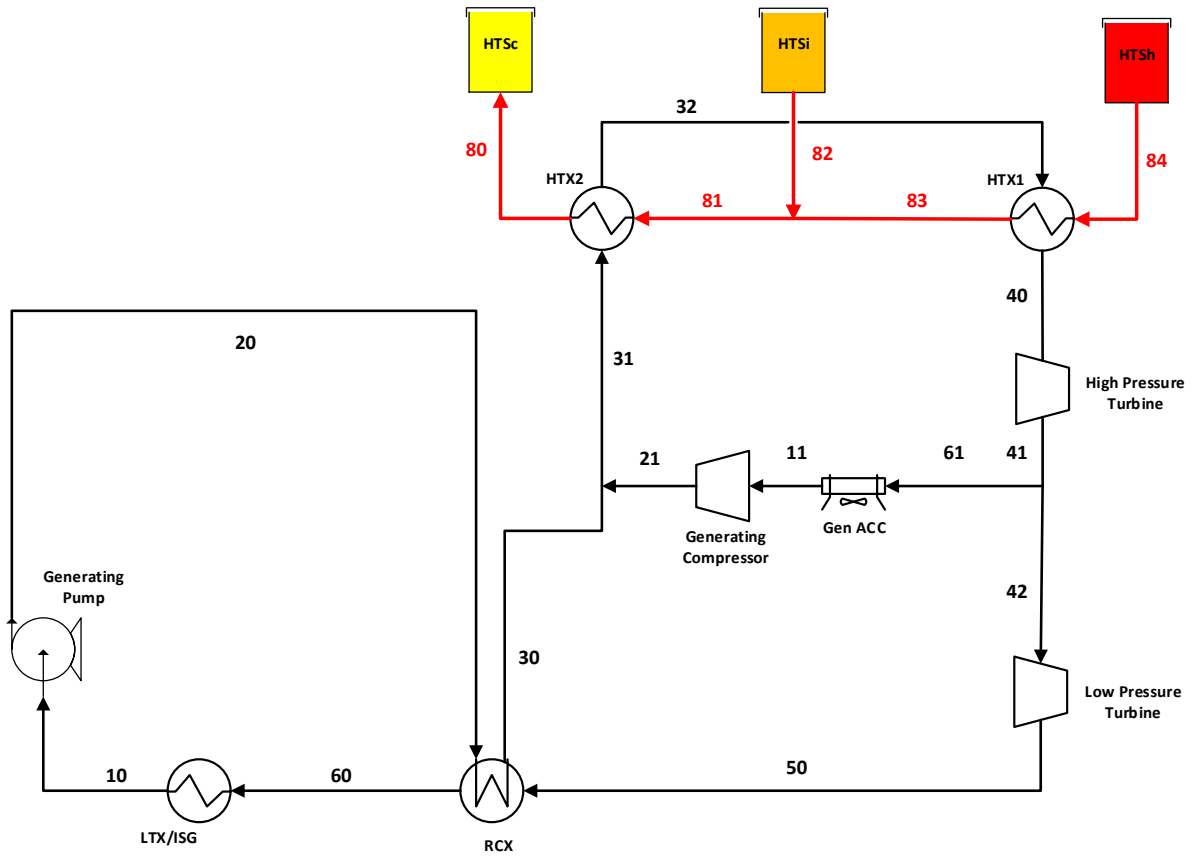 HTSc
HTSi
HTSh
32
80
82
84
HTX2
HTX1
81
83
40
20
31
High Pressure
Turbine
21
11
61
41
Gen ACC
Generating
Compressor
Generating
Pump
42
30
Low Pressure
Turbine
10
60
50
LTX/ISG
RCX